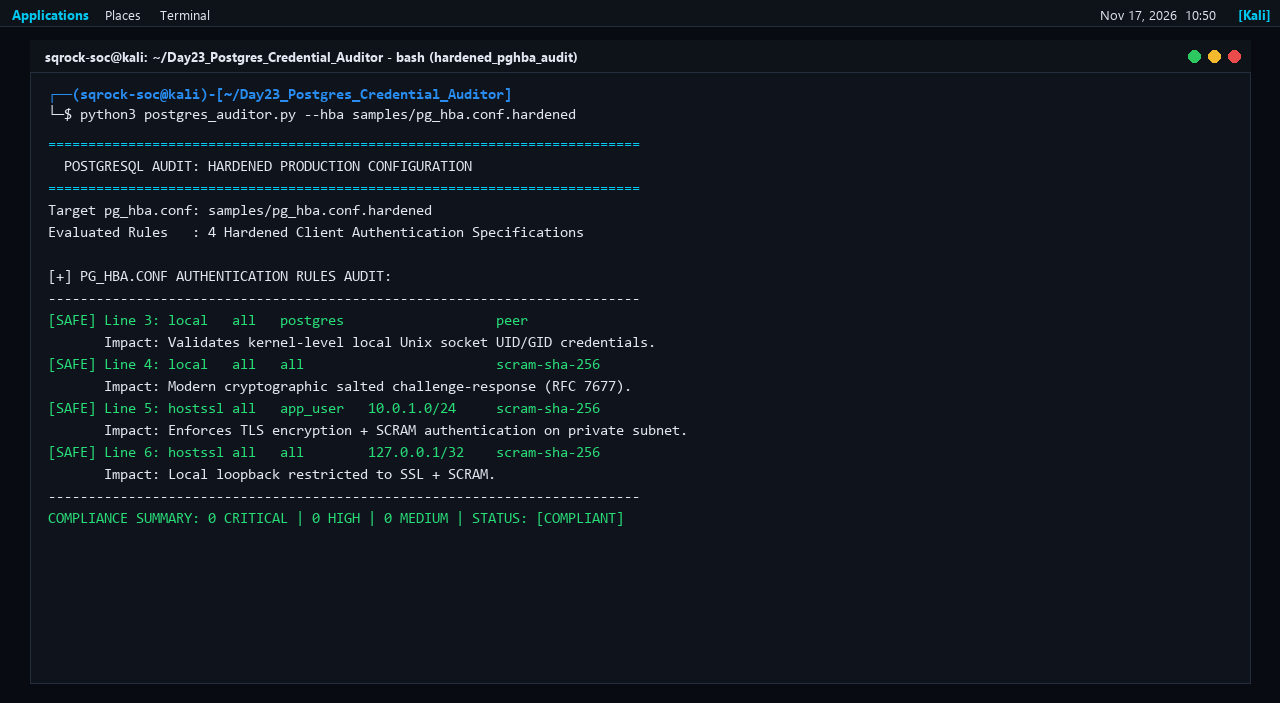 Applications Places Terminal Nov 17, 2026 10:50 [Kali]
sqrock-soc@kali: ~/Day23_Postgres_Credential_Auditor - bash (hardened_pghba_audit)
┌──(sqrock-soc@kali)-[~/Day23_Postgres_Credential_Auditor]
└─$ python3 postgres_auditor.py --hba samples/pg_hba.conf.hardened
==========================================================================
  POSTGRESQL AUDIT: HARDENED PRODUCTION CONFIGURATION
==========================================================================
Target pg_hba.conf: samples/pg_hba.conf.hardened
Evaluated Rules   : 4 Hardened Client Authentication Specifications
[+] PG_HBA.CONF AUTHENTICATION RULES AUDIT:
--------------------------------------------------------------------------
[SAFE] Line 3: local   all   postgres                   peer
       Impact: Validates kernel-level local Unix socket UID/GID credentials.
[SAFE] Line 4: local   all   all                        scram-sha-256
       Impact: Modern cryptographic salted challenge-response (RFC 7677).
[SAFE] Line 5: hostssl all   app_user   10.0.1.0/24     scram-sha-256
       Impact: Enforces TLS encryption + SCRAM authentication on private subnet.
[SAFE] Line 6: hostssl all   all        127.0.0.1/32    scram-sha-256
       Impact: Local loopback restricted to SSL + SCRAM.
--------------------------------------------------------------------------
COMPLIANCE SUMMARY: 0 CRITICAL | 0 HIGH | 0 MEDIUM | STATUS: [COMPLIANT]